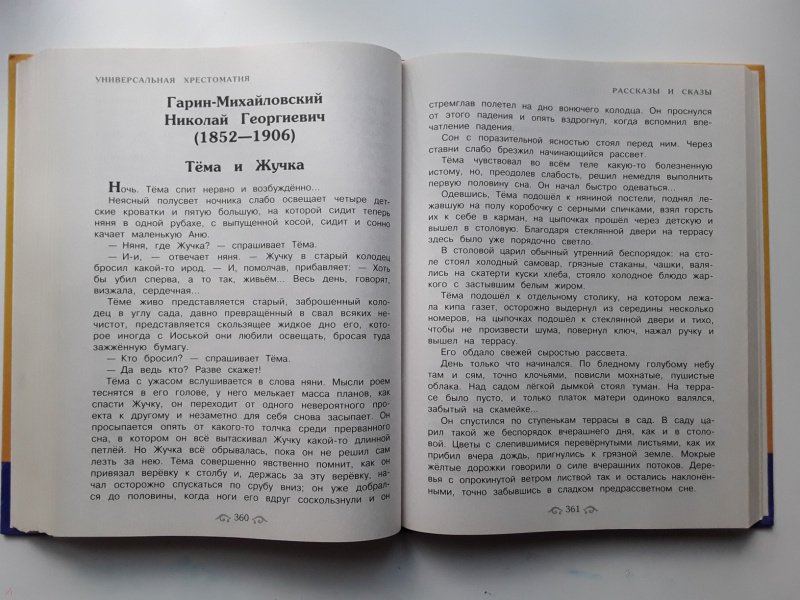 УНИВЕРСАЛЬНАЯ ХРЕСТОМАТИЯ
Гарин-Михайловский
Николай Георгиевич
(1852—1906)
Тёма и Жучка
Ночь. Тёма спит нервно и возбуждённо...
Неясный полусвет ночника слабо освещает четыре дет-
ские кроватки и пятую большую, на которой сидит теперь
няня в одной рубахе, с выпущенной косой, сидит и сонно
качает маленькую Аню.
— Няня, где Жучка? — спрашивает Тёма.
— И-и, — отвечает няня. — Жучку в старый колодец
бросил какой-то ирод. — И, помолчав, прибавляет: — Хоть
бы убил сперва, а то так, живьём... Весь день, говорят,
визжала, сердечная...
Тёме живо представляется старый, заброшенный коло-
дец в углу сада, давно превращённый в свал всяких не-
чистот, представляется скользящее жидкое дно его, кото-
рое иногда с Иоськой они любили освещать, бросая туда
зажжённую бумагу.
— Кто бросил? — спрашивает Тёма.
— Да ведь кто? Разве скажет!
Тёма с ужасом вслушивается в слова няни. Мысли роем
теснятся в его голове, у него мелькает масса планов, как
спасти Жучку, он переходит от одного невероятного прое-
кта к другому и незаметно для себя снова засыпает. Он
просыпается опять от какого-то толчка среди прерванного
сна, в котором он всё вытаскивал Жучку какой-то длинной
петлёй. Но Жучка всё обрывалась, пока он не решил сам
лезть за нею. Тёма совершенно явственно помнит, как он
привязал верёвку к столбу и, держась за эту верёвку, на-
чал осторожно спускаться по срубу вниз; он уже добрал-
ся до половины, когда ноги его вдруг соскользнули и он
360
РАССКАЗЫ И СКАЗЫ
стремглав полетел на дно вонючего колодца. Он проснулся
от этого падения и опять вздрогнул, когда вспомнил впе-
чатление падения.
Сон с поразительной ясностью стоял перед ним. Через
ставни слабо брезжил начинающийся рассвет.
Тёма чувствовал во всём теле какую-то болезненную
истому, но, преодолев слабость, решил немедля выполнить
первую половину сна. Он начал быстро одеваться...
Одевшись, Тёма подошёл к няниной постели, поднял ле-
жавшую на полу коробочку с серными спичками, взял горсть
их к себе в карман, на цыпочках прошёл через детскую и
вышел в столовую. Благодаря стеклянной двери на террасу
здесь было уже порядочно светло.
В столовой царил обычный утренний беспорядок: на сто-
ле стоял холодный самовар, грязные стаканы, чашки, валя-
лись на скатерти куски хлеба, стояло холодное блюдо жар-
кого с застывшим белым жиром.
Тёма подошёл к отдельному столику, на котором лежа-
ла кипа газет, осторожно выдернул из середины несколько
номеров, на цыпочках подошёл к стеклянной двери и тихо,
чтобы не произвести шума, повернул ключ, нажал ручку и
вышел на террасу.
Его обдало свежей сыростью рассвета.
День только что начинался. По бледному голубому небу
там и сям, точно клочьями, повисли мохнатые, пушистые
облака. Над садом лёгкой дымкой стоял туман. На терра-
се было пусто, и только платок матери одиноко валялся,
забытый на скамейке...
Он спустился по ступенькам террасы в сад. В саду ца-
рил такой же беспорядок вчерашнего дня, как и в столо-
вой. Цветы с слепившимися перевёрнутыми листьями, как их
прибил вчера дождь, пригнулись к грязной земле. Мокрые
жёлтые дорожки говорили о силе вчерашних потоков. Дере-
вья с опрокинутой ветром листвой так и остались наклонён-
ными, точно забывшись в сладком предрассветном сне.
361